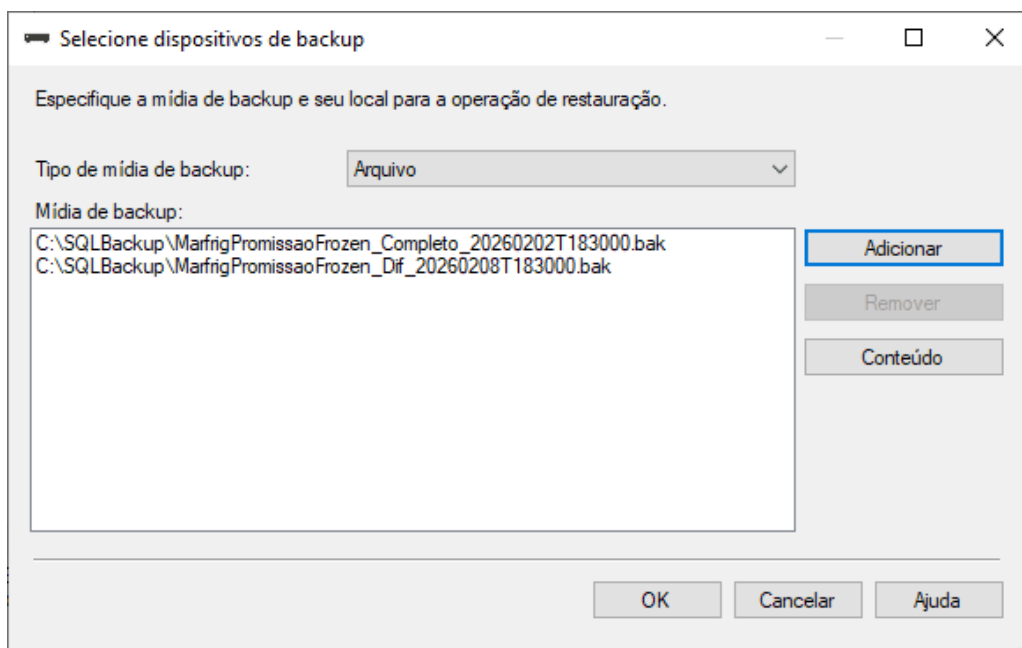 Selecione dispositivos de backup
Especifique a mídia de backup e seu local para a operação de restauração.
Tipo de mídia de backup:
Arquivo
Mídia de backup:
C:\SQLBackup\MarfrigPromissaoFrozen_Completo_20260202T183000.bak
C:\SQLBackup\MarfrigPromissaoFrozen_Dif_20260208T183000.bak
Adicionar
Remover
Conteúdo
OK
Cancelar
Ajuda